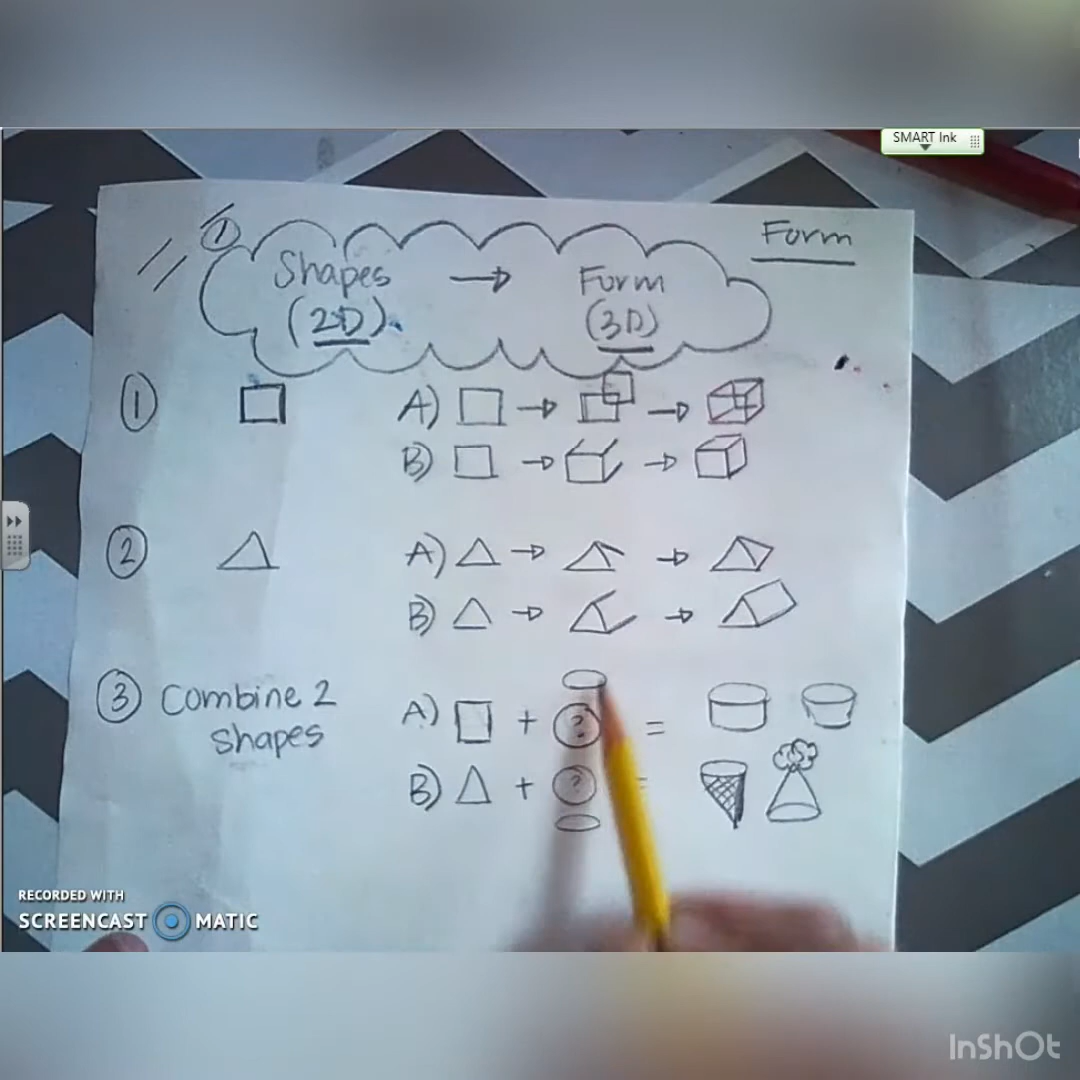 SMART Ink
Form
1
Shapes → Form
(2D). (3D)
1 A) → →
B) → →
2 A) → →
B) → →
3 Combine 2
Shapes
A) + ? =
B) + ? =
RECORDED WITH
SCREENCAST MATIC
InShOt